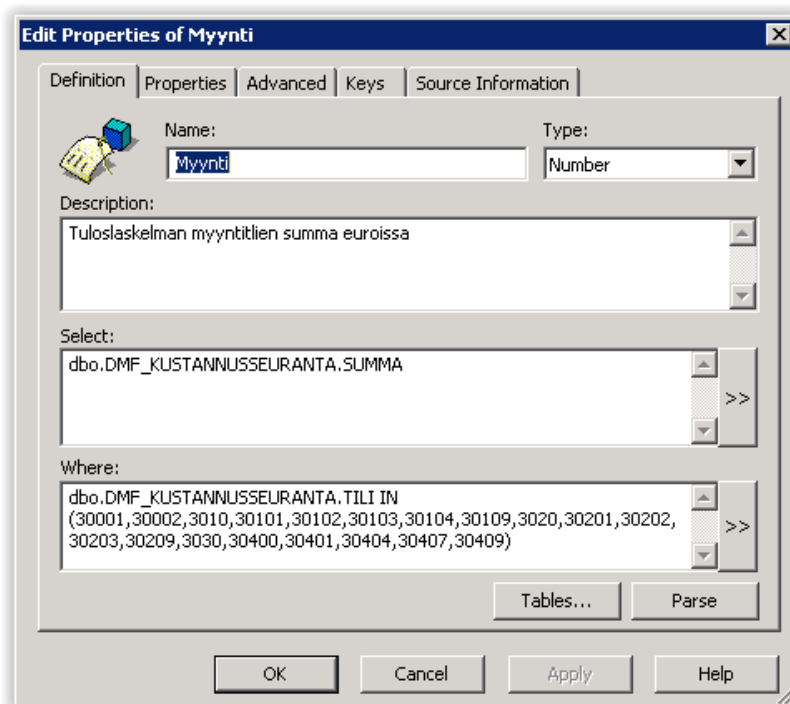 Edit Properties of Myynti
Definition Properties Advanced Keys Source Information
Name: Type:
Myynti Number
Description:
Tuloslaskelman myyntitlien summa euroissa
Select:
dbo.DMF_KUSTANNUSSEURANTA.SUMMA
>>
Where:
dbo.DMF_KUSTANNUSSEURANTA.TILI IN
(30001,30002,3010,30101,30102,30103,30104,30109,3020,30201,30202,
30203,30209,3030,30400,30401,30404,30407,30409)
>>
Tables... Parse
OK Cancel Apply Help